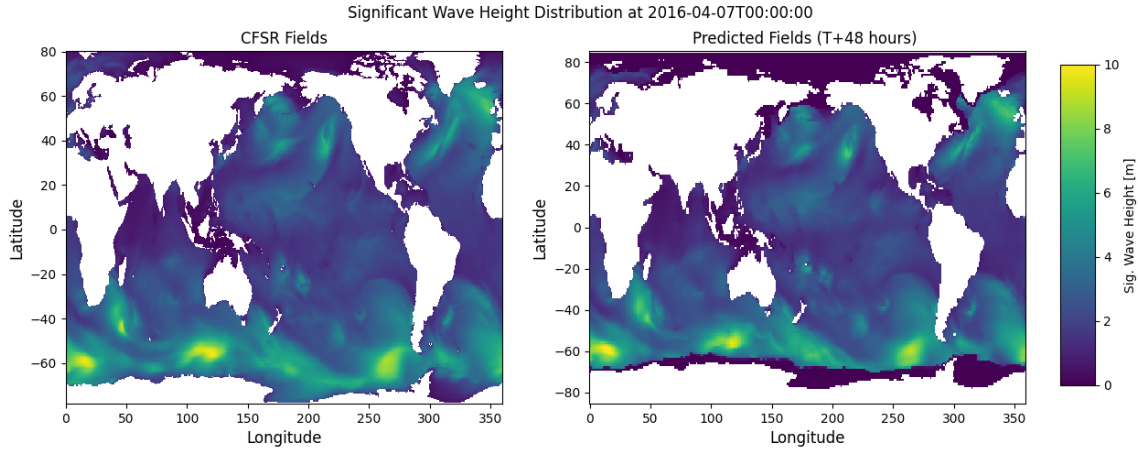 Significant Wave Height Distribution at 2016-04-07T00:00:00
CFSR Fields
Predicted Fields (T+48 hours)
80
60
40
20
0
−20
−40
−60
Latitude
0 50 100 150 200 250 300 350
Longitude
80
60
40
20
0
−20
−40
−60
−80
Latitude
0 50 100 150 200 250 300 350
Longitude
10
8
6
4
2
0
Sig. Wave Height [m]